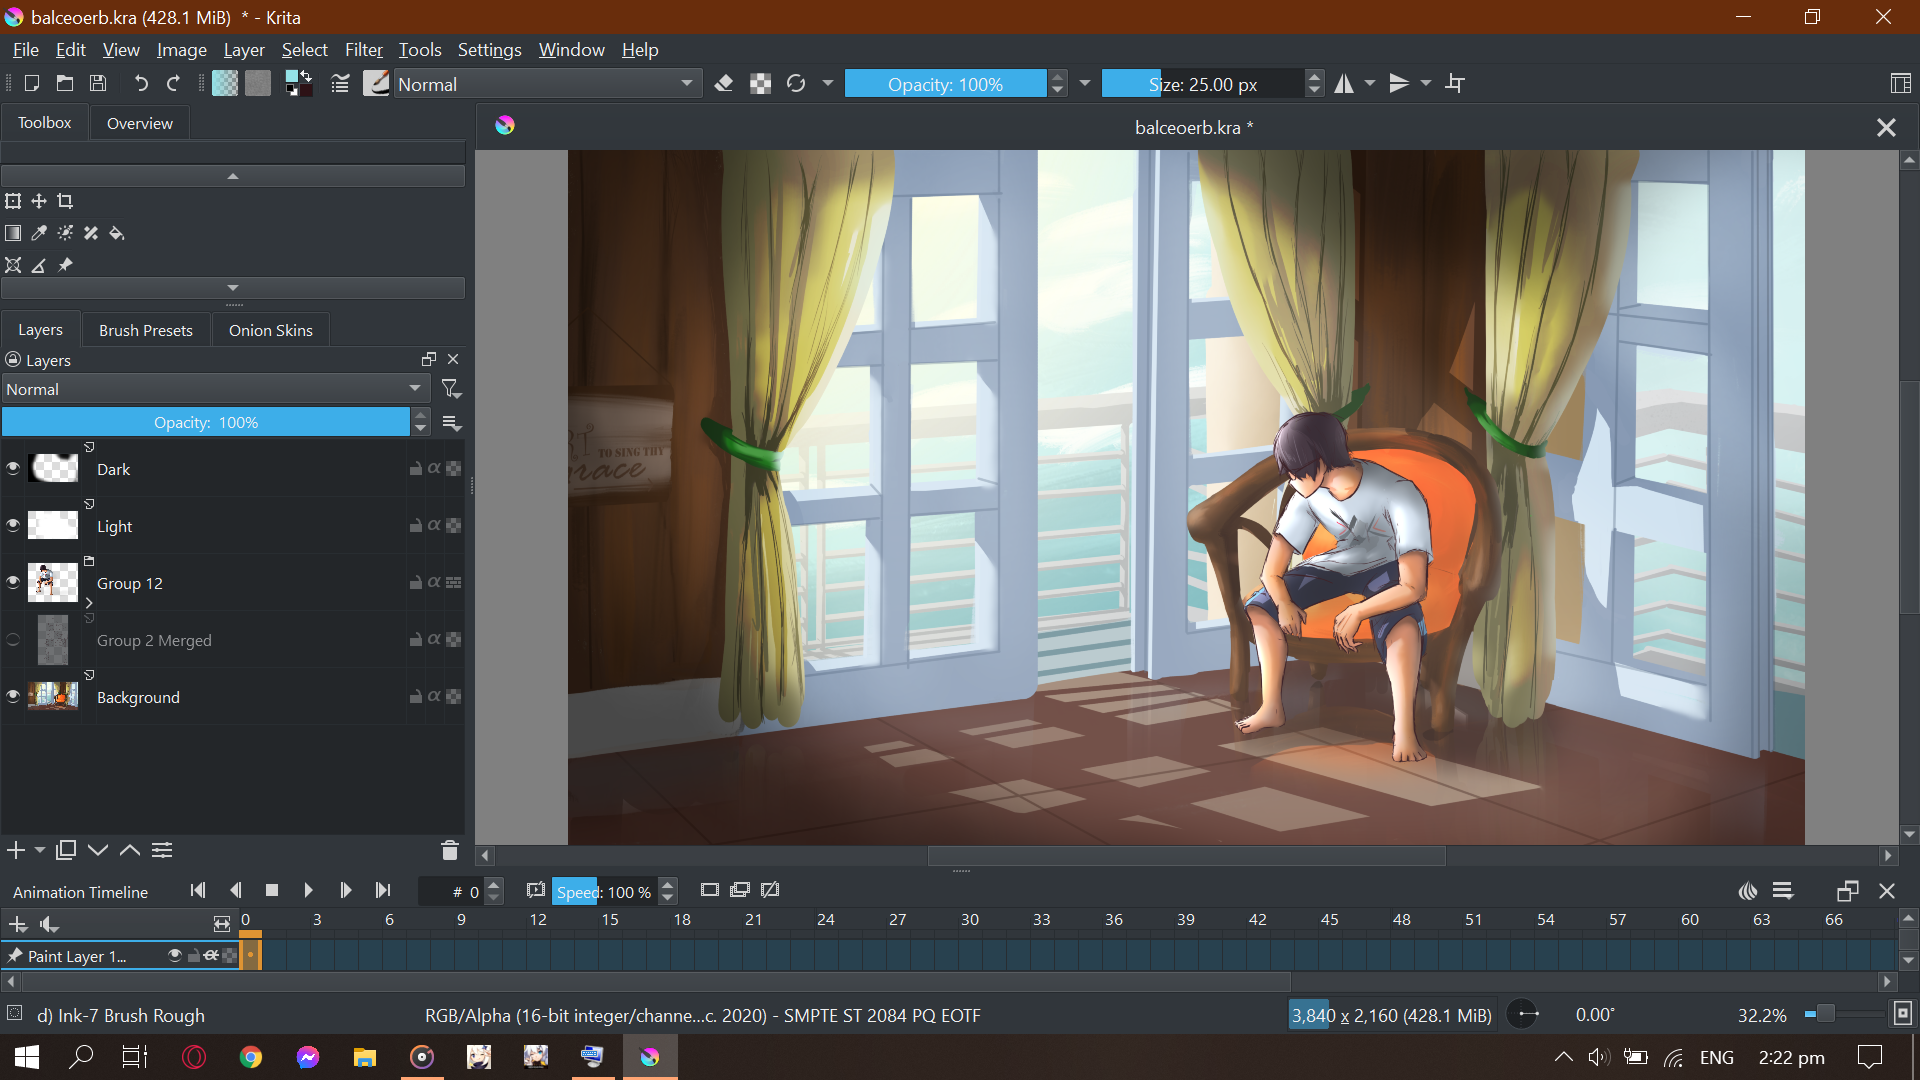 balceoerb.kra (428.1 MiB) * - Krita
File Edit View Image Layer Select Filter Tools Settings Window Help
Normal Opacity: 100% Size: 25.00 px
Toolbox Overview
balceoerb.kra *
Layers Brush Presets Onion Skins
Layers
Normal
Opacity: 100%
Dark
Light
Group 12
Group 2 Merged
Background
TO SING THY
Animation Timeline # 0 Speed: 100 %
0 3 6 9 12 15 18 21 24 27 30 33 36 39 42 45 48 51 54 57 60 63 66
Paint Layer 1...
d) Ink-7 Brush Rough RGB/Alpha (16-bit integer/channe...c. 2020) - SMPTE ST 2084 PQ EOTF 3,840 x 2,160 (428.1 MiB) 0.00° 32.2%
ENG 2:22 pm